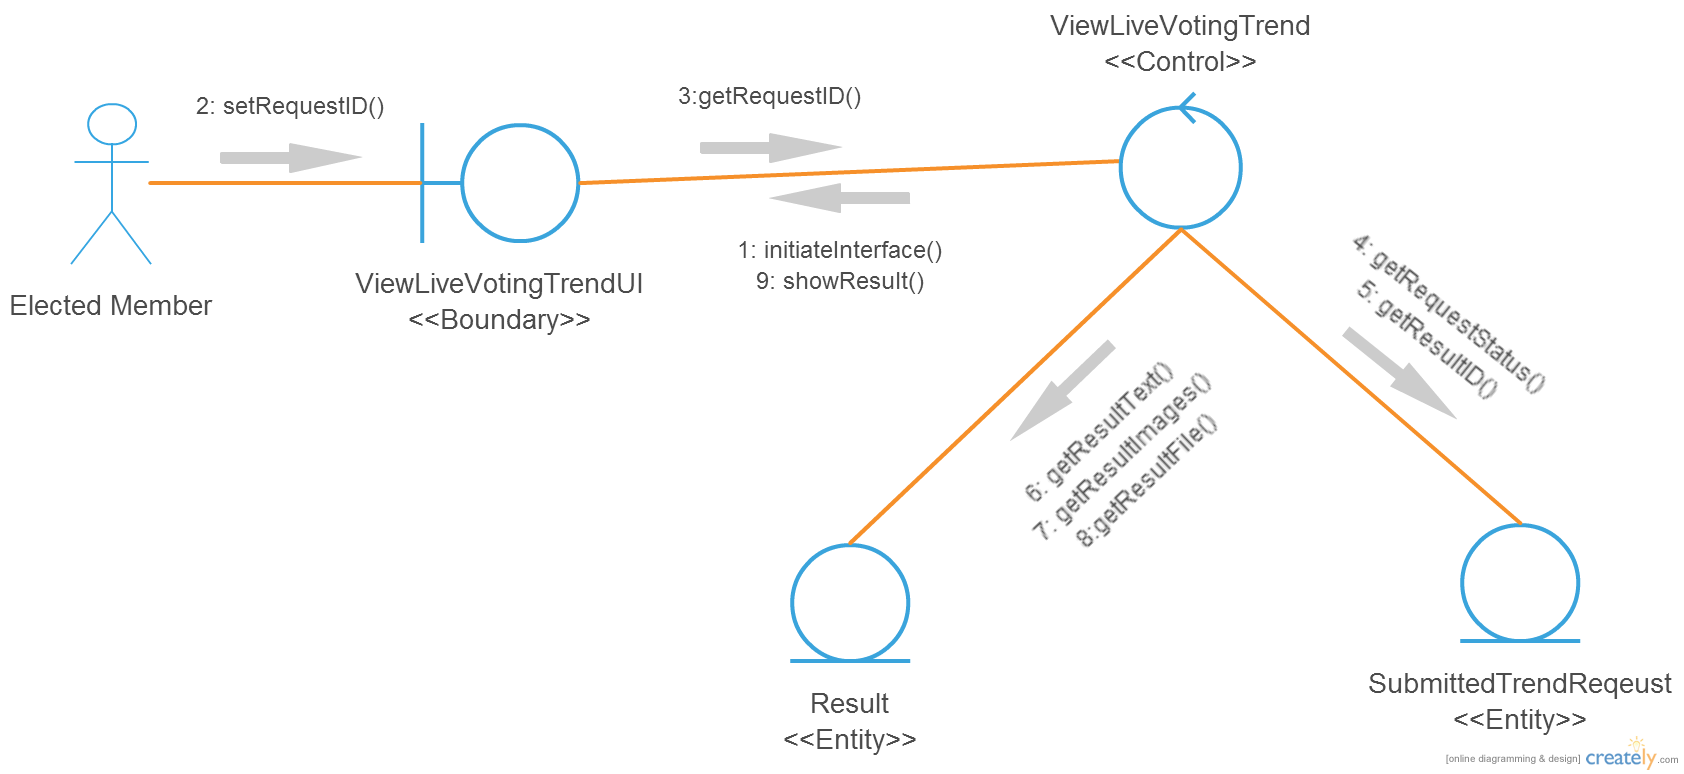 ViewLiveVotingTrend
<<Control>>
2: setRequestID()
3:getRequestID()
1: initiateInterface()
9: showResult()
Elected Member
ViewLiveVotingTrendUI
<<Boundary>>
4: getRequestStatus()
5: getResultID()
6: getResultText()
7: getResultImages()
8:getResultFile()
Result
<<Entity>>
SubmittedTrendReqeust
<<Entity>>
[online diagramming & design] creately.com